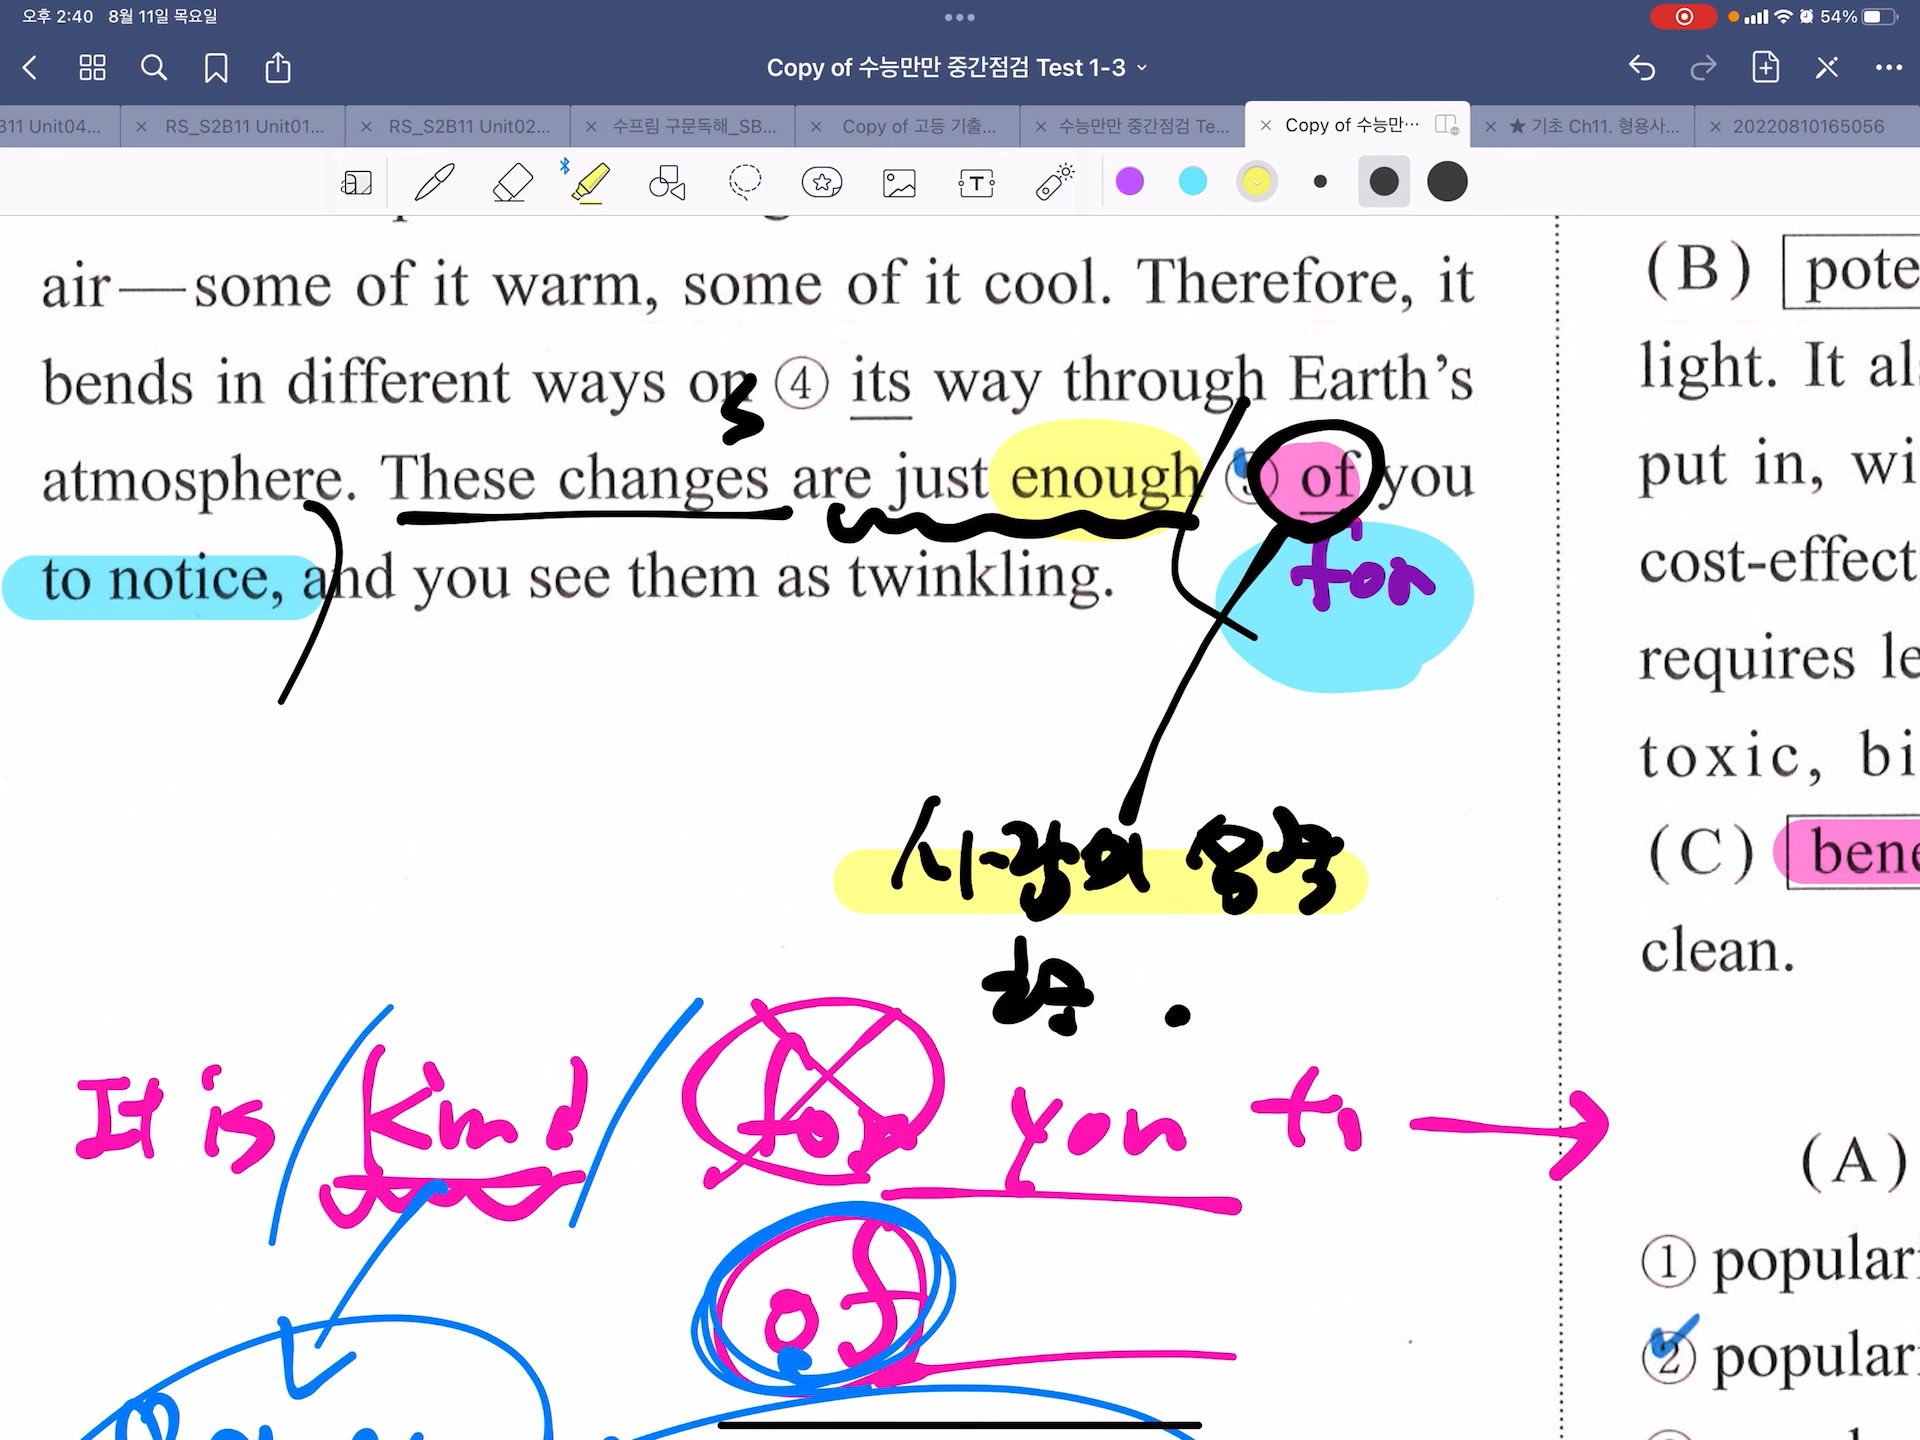 오후 2:40 8월 11일 목요일
54%
Copy of 수능만만 중간점검 Test 1-3
B11 Unit04...
RS_S2B11 Unit01...
RS_S2B11 Unit02...
수프림 구문독해_SB...
Copy of 고등 기출...
수능만만 중간점검 Te...
Copy of 수능만...
★ 기초 Ch11. 형용사...
20220810165056
air—some of it warm, some of it cool. Therefore, it
bends in different ways on ④ its way through Earth's
atmosphere. These changes are just enough ⑤ of you
to notice, and you see them as twinkling.
for
s
사람의 성격
It is kind for you to
of
(B) pote
light. It al
put in, wi
cost-effect
requires le
toxic, bi
(C) bene
clean.
(A)
① populari
② populari